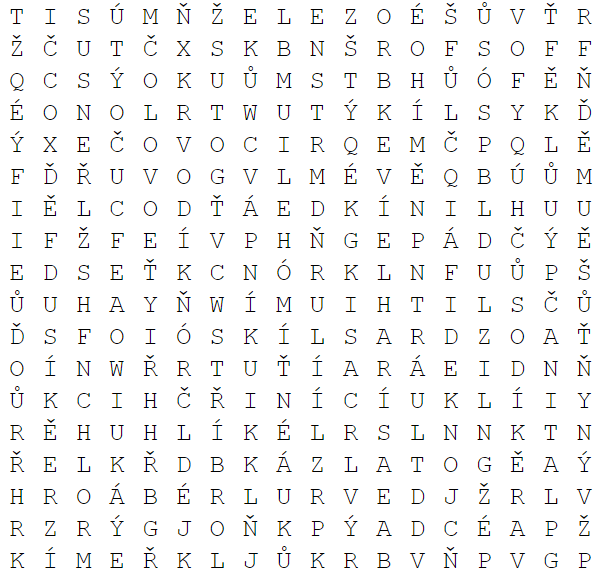 T I S Ú M Ň Ž E L E Z O É Š Ů V Ť R
Ž Č U T Č X S K B N Š R O F S O F F
Q C S Ý O K U Ů M S T B H Ů Ó F Ě Ň
É O N O L R T W U T Ý K Í L S Y K Ď
Ý X E Č O V O C I R Q E M Č P Q L Ě
F Ď Ř U V O G V L M É V Ě Q B Ú Ů M
I Ě L C O D Ť Á E D K Í N I L H U U
I F Ž F E Í V P H Ň G E P Á D Č Ý Ě
E D S E Ť K C N Ó R K L N F U Ů P Š
Ů U H A Y Ň W Í M U I H T I L S Č Ů
Ď S F O I Ó S K Í L S A R D Z O A Ť
O Í N W Ř R T U Ť Í A R Á E I D N Ň
Ů K C I H Č Ř I N Í C Í U K L Í I Y
R Ě H U H L Í K É L R S L N N K T N
Ř E L K Ř D B K Á Z L A T O G Ě A Ý
H R O Á B É R L U R V E D J Ž R L V
R Z R Ý G J O Ň K P Ý A D C É A P Ž
K Í M E Ř K L J Ů K R B V Ň P V G P